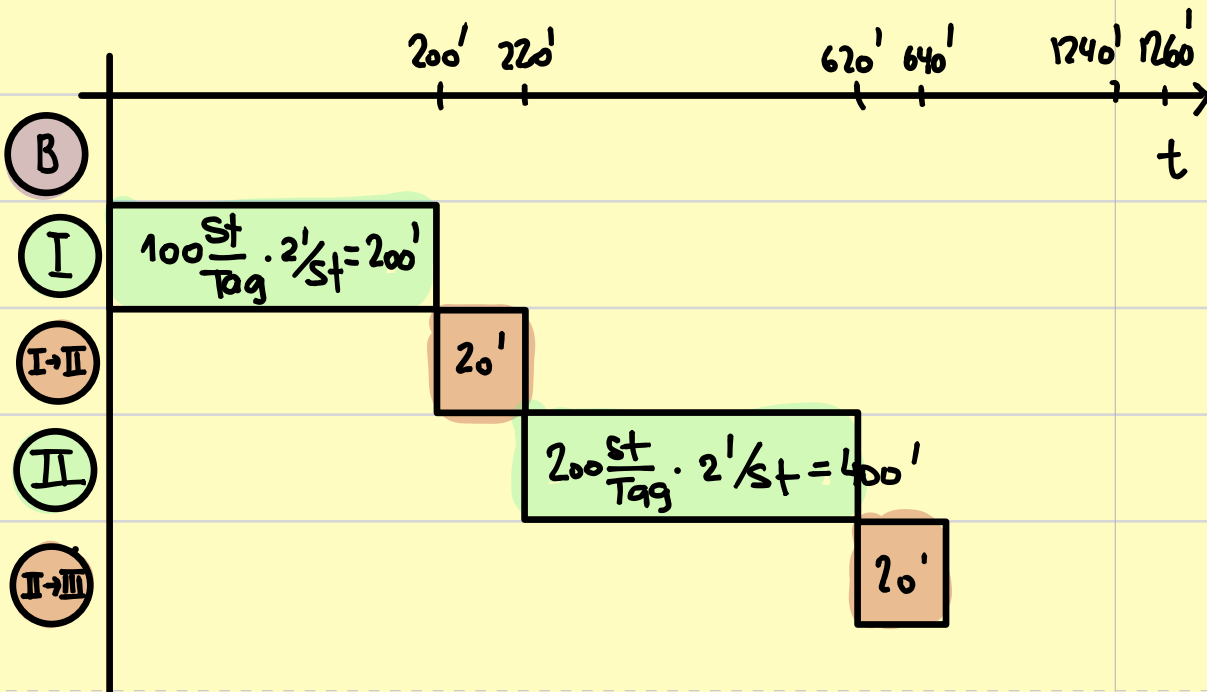 200' 220' 620' 640' 1240' 1260'
B
t
I
100 St/Tag · 2'/St = 200'
I→II
20'
II
200 St/Tag · 2'/St = 400'
II→III
20'